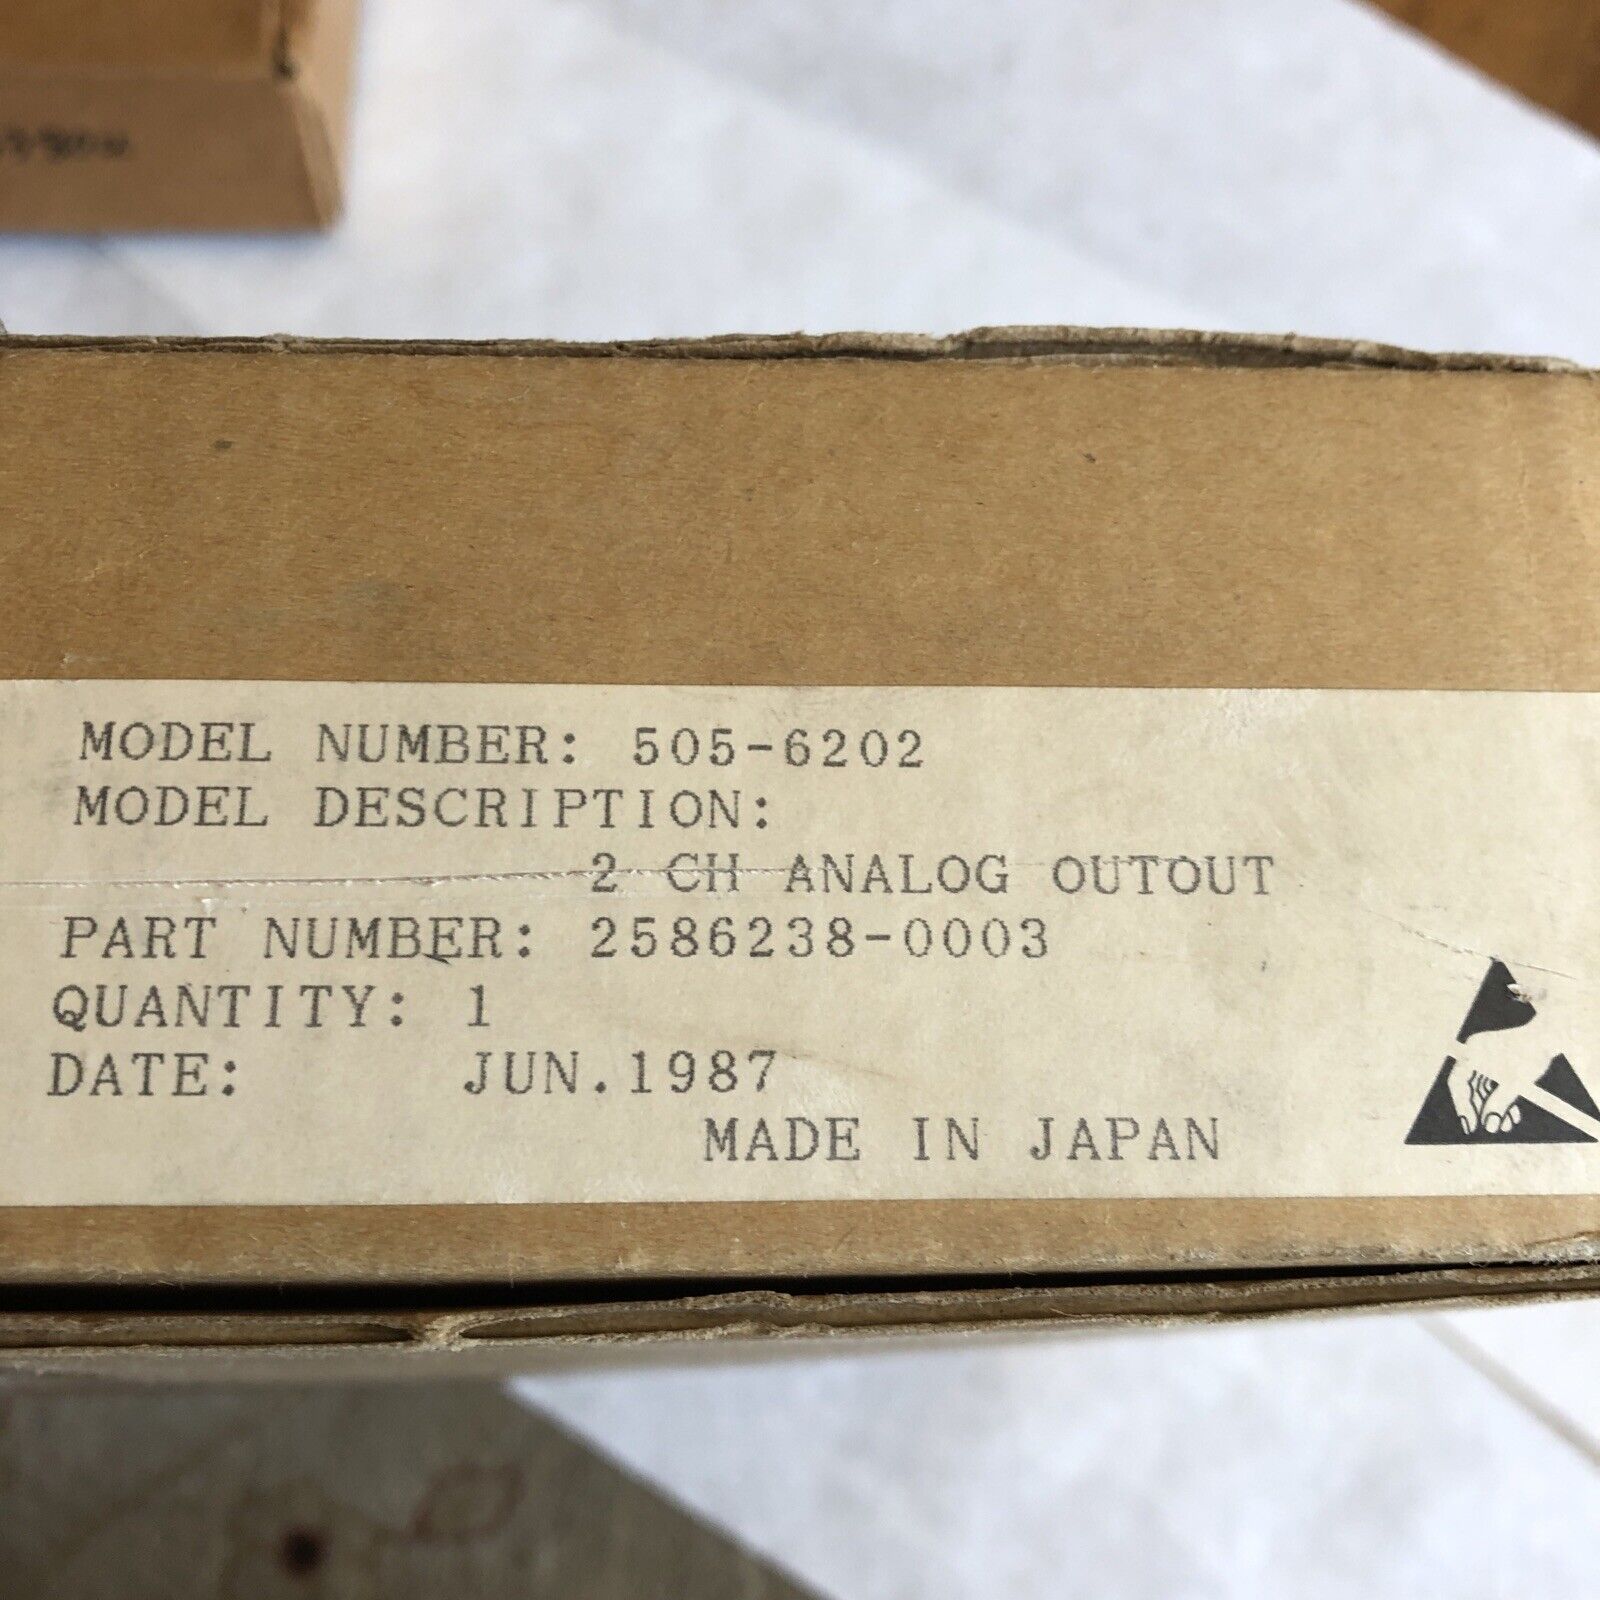 MODEL NUMBER: 505-6202
MODEL DESCRIPTION:
2 CH ANALOG OUTOUT
PART NUMBER: 2586238-0003
QUANTITY: 1
DATE: JUN.1987
MADE IN JAPAN